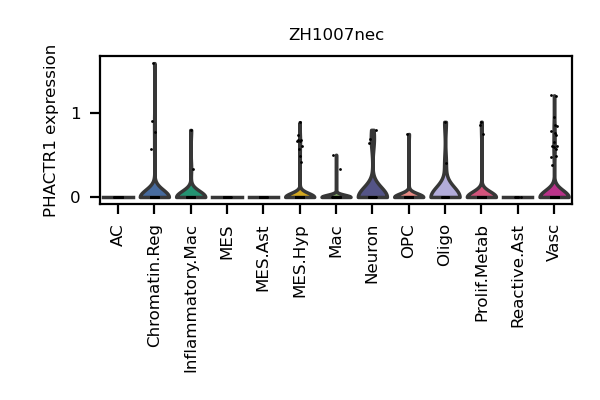 ZH1007nec
PHACTR1 expression
1
0
AC
Chromatin.Reg
Inflammatory.Mac
MES
MES.Ast
MES.Hyp
Mac
Neuron
OPC
Oligo
Prolif.Metab
Reactive.Ast
Vasc